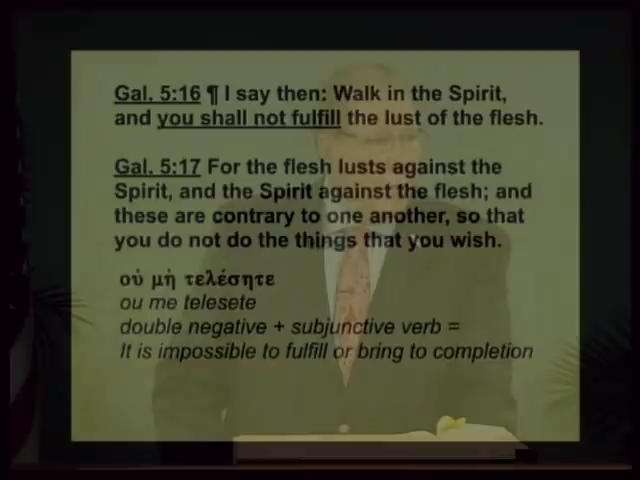 Gal. 5:16 ¶ I say then: Walk in the Spirit,
and you shall not fulfill the lust of the flesh.
Gal. 5:17 For the flesh lusts against the
Spirit, and the Spirit against the flesh; and
these are contrary to one another, so that
you do not do the things that you wish.
οὐ μὴ τελέσητε
ou me telesete
double negative + subjunctive verb =
It is impossible to fulfill or bring to completion